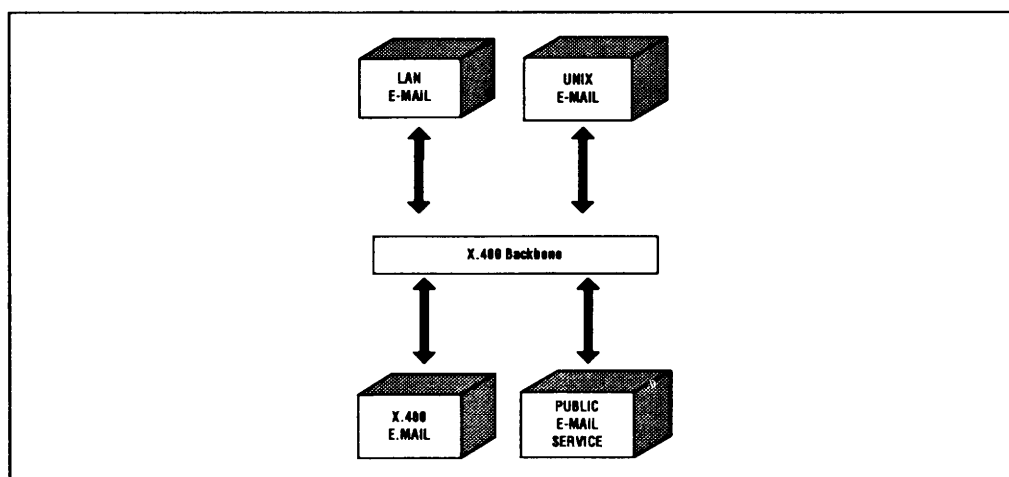 LAN
E-MAIL
UNIX
E-MAIL
X.400 Backbone
X.400
E.MAIL
PUBLIC
E-MAIL
SERVICE